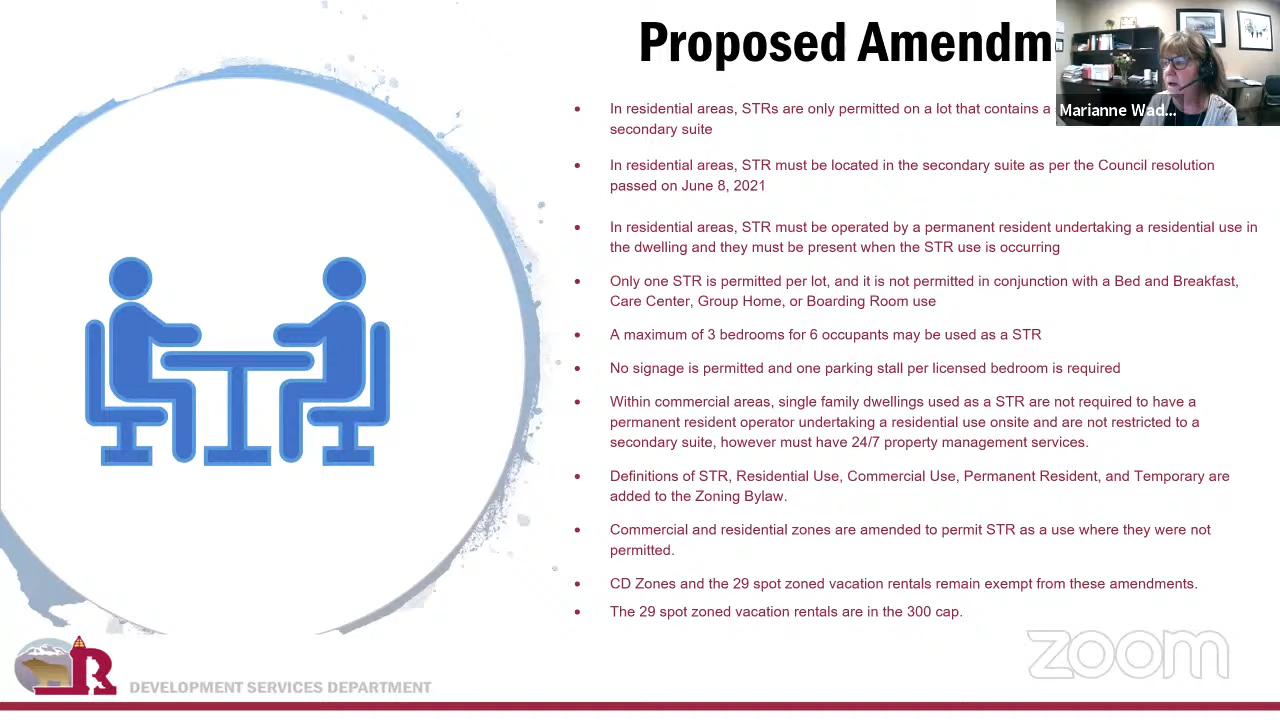 Proposed Amendm
Marianne Wad...
• In residential areas, STRs are only permitted on a lot that contains a
secondary suite
• In residential areas, STR must be located in the secondary suite as per the Council resolution
passed on June 8, 2021
• In residential areas, STR must be operated by a permanent resident undertaking a residential use in
the dwelling and they must be present when the STR use is occurring
• Only one STR is permitted per lot, and it is not permitted in conjunction with a Bed and Breakfast,
Care Center, Group Home, or Boarding Room use
• A maximum of 3 bedrooms for 6 occupants may be used as a STR
• No signage is permitted and one parking stall per licensed bedroom is required
• Within commercial areas, single family dwellings used as a STR are not required to have a
permanent resident operator undertaking a residential use onsite and are not restricted to a
secondary suite, however must have 24/7 property management services.
• Definitions of STR, Residential Use, Commercial Use, Permanent Resident, and Temporary are
added to the Zoning Bylaw.
• Commercial and residential zones are amended to permit STR as a use where they were not
permitted.
• CD Zones and the 29 spot zoned vacation rentals remain exempt from these amendments.
• The 29 spot zoned vacation rentals are in the 300 cap.
zoom
R
DEVELOPMENT SERVICES DEPARTMENT